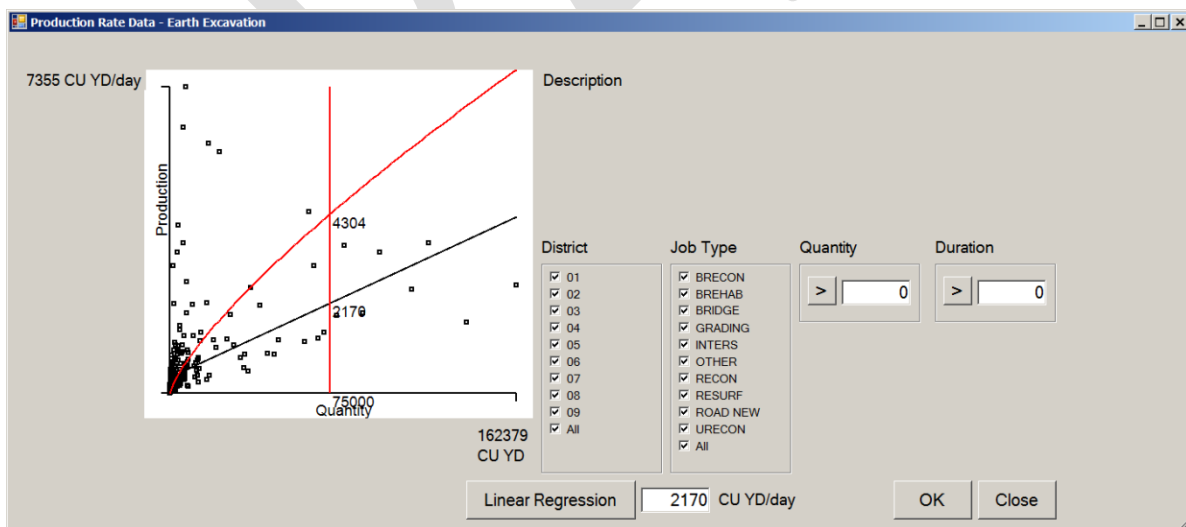 Production Rate Data - Earth Excavation
7355 CU YD/day
Production
4304
2170
75000
Quantity
162379
CU YD
Description
District
01
02
03
04
05
06
07
08
09
All
Job Type
BRECON
BREHAB
BRIDGE
GRADING
INTERS
OTHER
RECON
RESURF
ROAD NEW
URECON
All
Quantity
> 0
Duration
> 0
Linear Regression 2170 CU YD/day OK Close